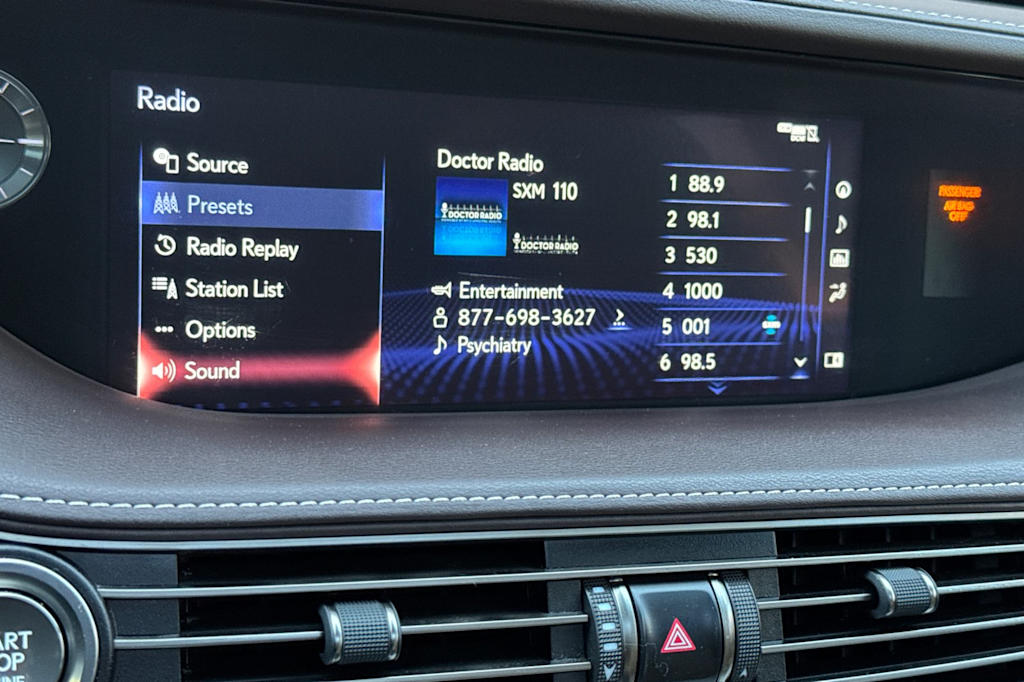 Radio
Source
Presets
Radio Replay
Station List
Options
Sound
Doctor Radio
SXM 110
DOCTOR RADIO
DOCTOR RADIO
Entertainment
877-698-3627
Psychiatry
1 88.9
2 98.1
3 530
4 1000
5 001
SXM
6 98.5
DCM
PASSENGER
AIR BAG
OFF